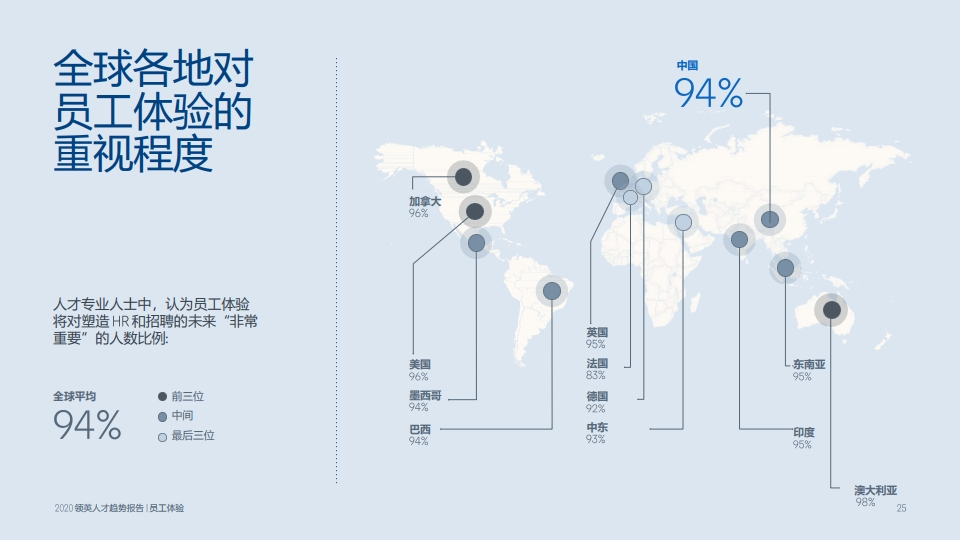 全球各地对
员工体验的
重视程度
人才专业人士中，认为员工体验
将对塑造 HR 和招聘的未来“非常
重要”的人数比例:
全球平均
94%
前三位
中间
最后三位
中国
94%
加拿大
96%
美国
96%
墨西哥
94%
巴西
94%
英国
95%
法国
83%
德国
92%
中东
93%
东南亚
95%
印度
95%
澳大利亚
98%
2020 领英人才趋势报告 | 员工体验
25